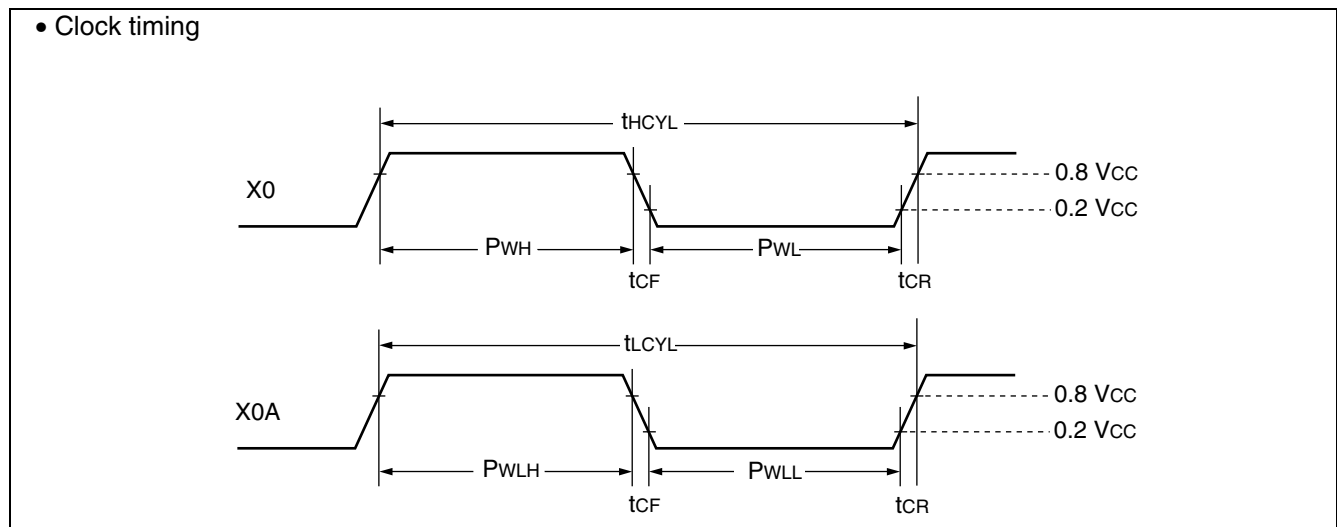 • Clock timing
tHCYL
X0
0.8 VCC
0.2 VCC
PWH
PWL
tCF
tCR
tLCYL
X0A
0.8 VCC
0.2 VCC
PWLH
PWLL
tCF
tCR